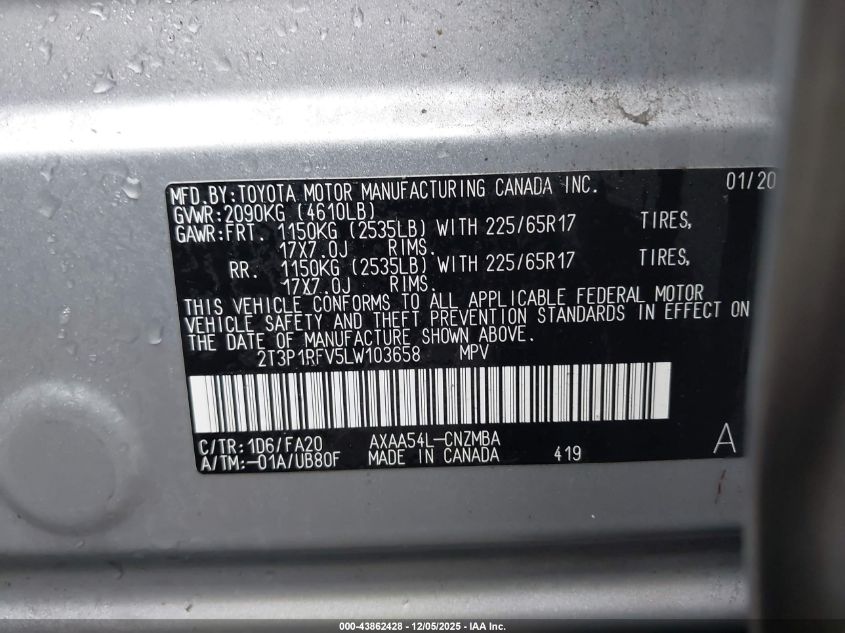 MFD. BY: TOYOTA MOTOR MANUFACTURING CANADA INC. 01/20
GVWR: 2090KG (4610LB)
GAWR: FRT. 1150KG (2535LB) WITH 225/65R17 TIRES,
17X7.0J RIMS.
RR. 1150KG (2535LB) WITH 225/65R17 TIRES,
17X7.0J RIMS.
THIS VEHICLE CONFORMS TO ALL APPLICABLE FEDERAL MOTOR
VEHICLE SAFETY AND THEFT PREVENTION STANDARDS IN EFFECT ON
THE DATE OF MANUFACTURE SHOWN ABOVE.
2T3P1RFV5LW103658 MPV
C/TR: 1D6/FA20 AXAA54L-CNZMBA A
A/TM: -01A/UB80F MADE IN CANADA 419
000-43862428 - 12/05/2025 - IAA Inc.